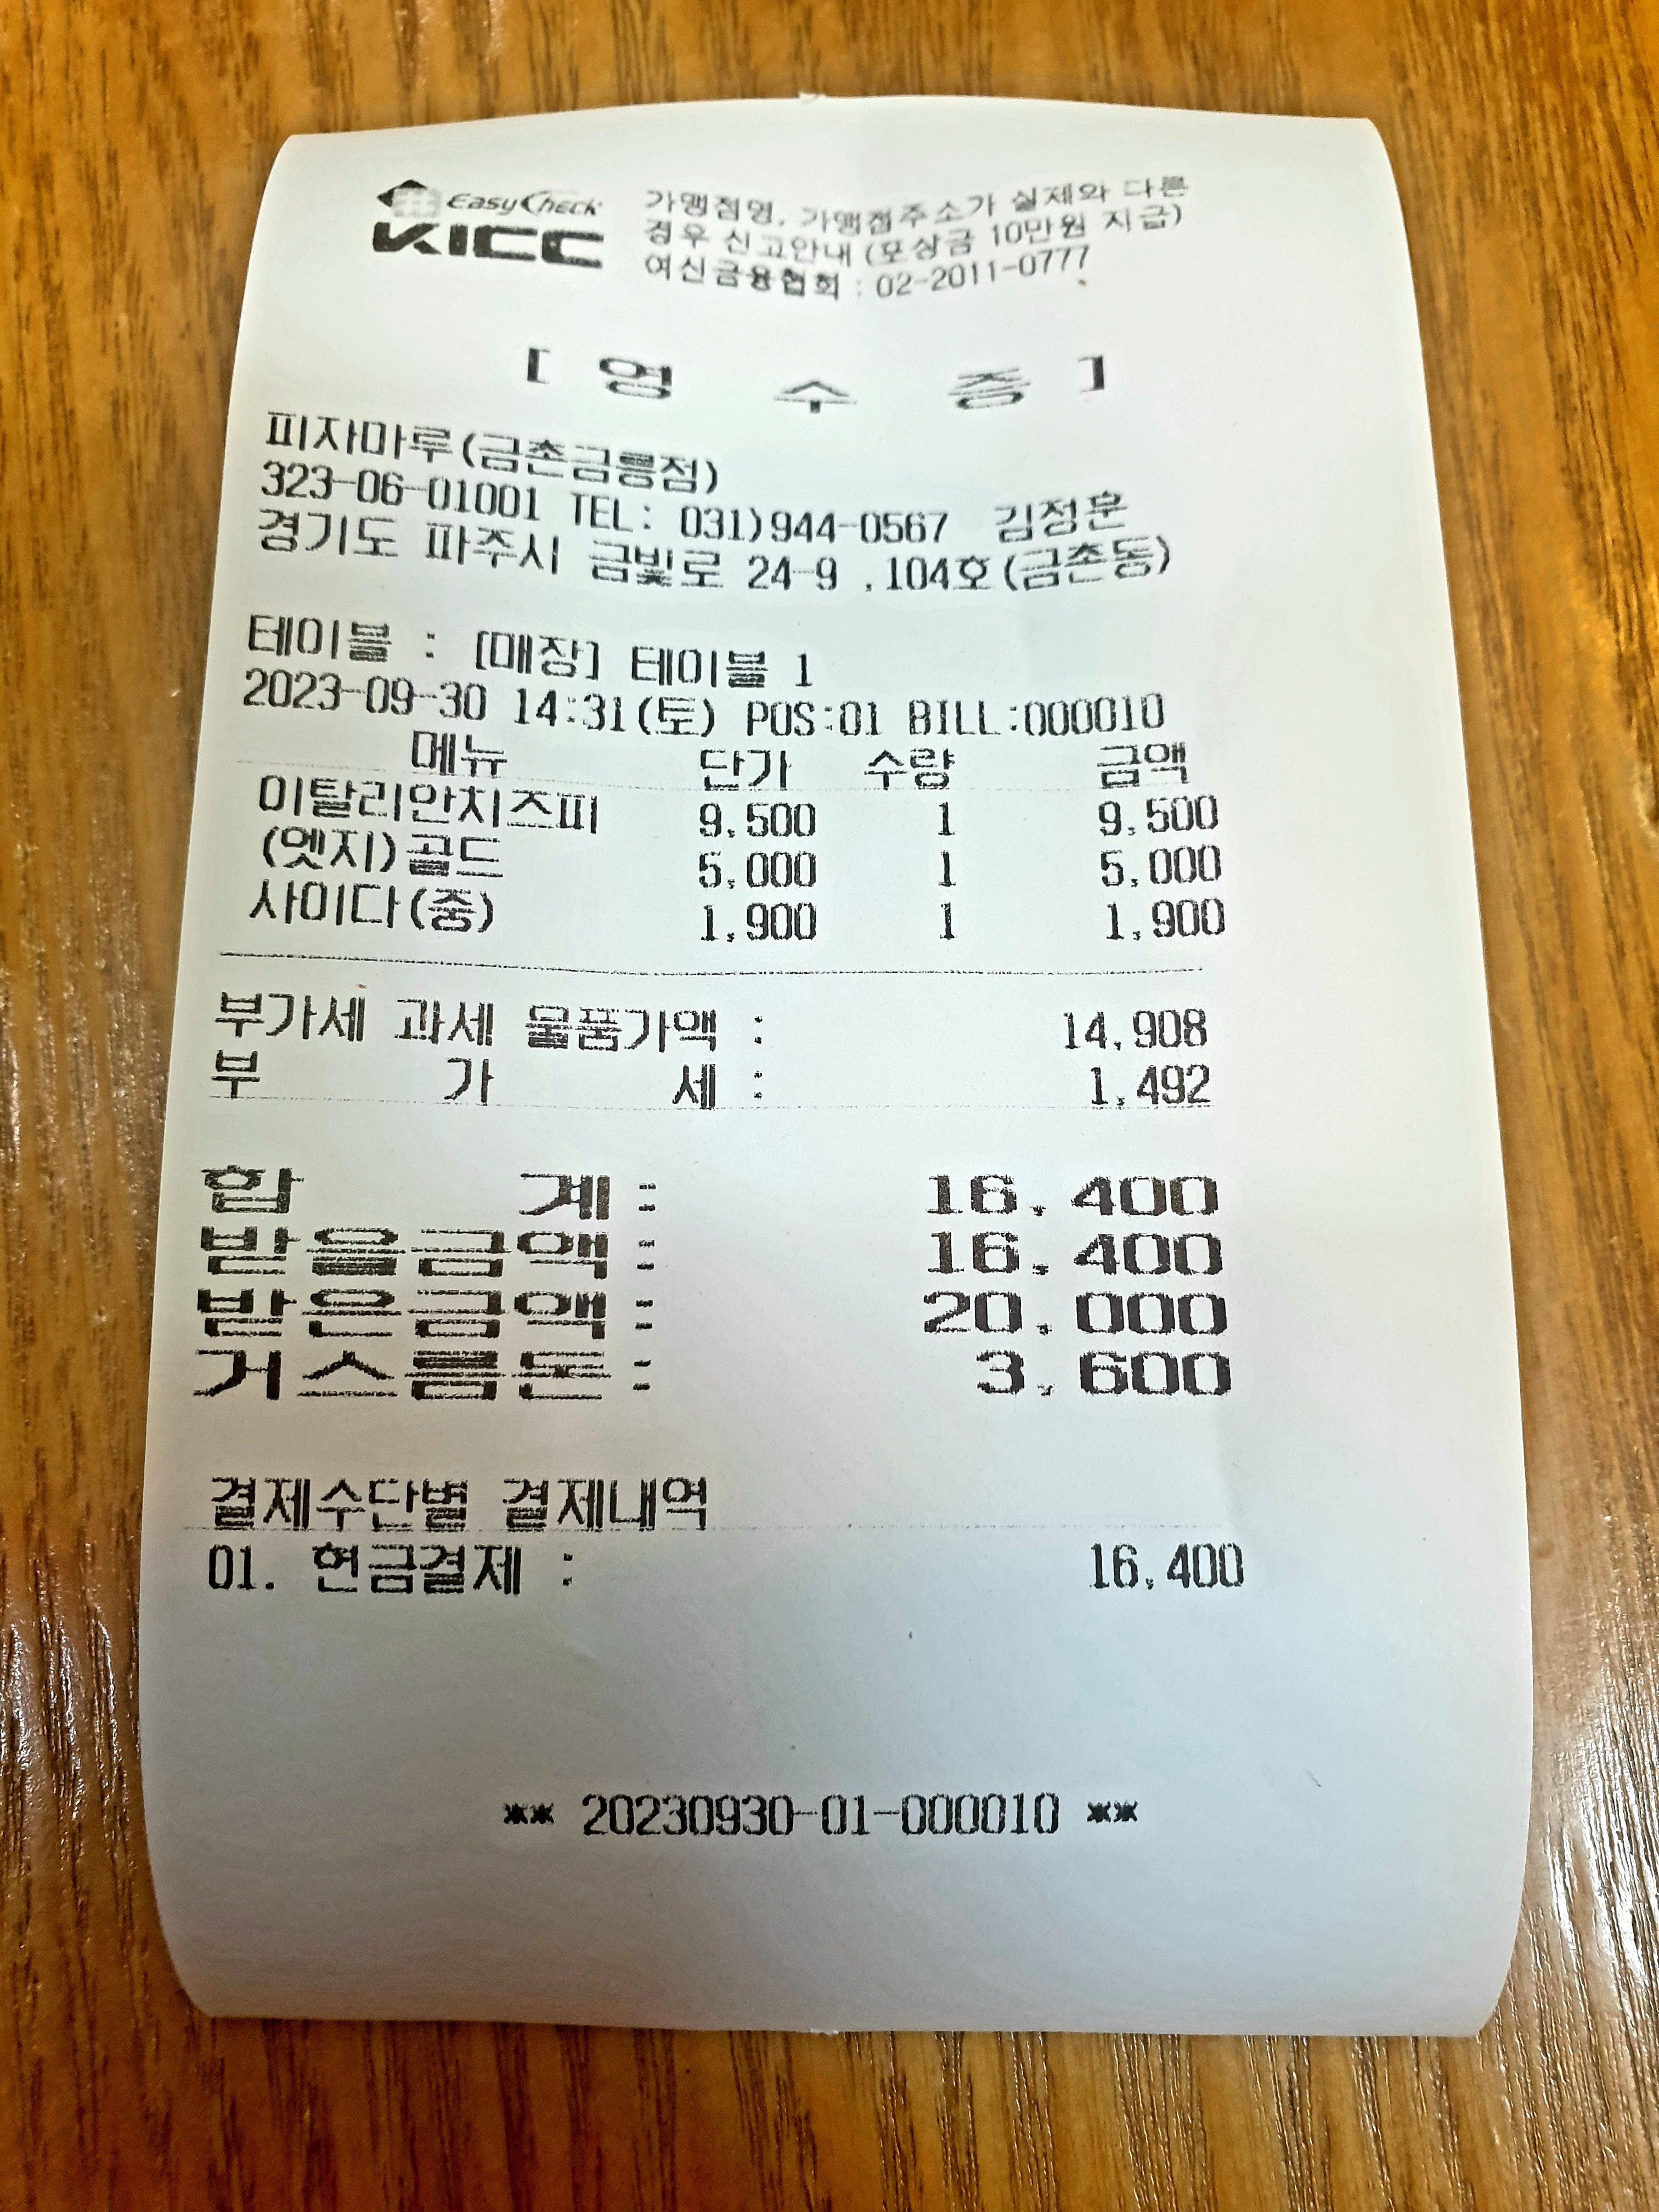 EasyCheck
KICC
가맹점명, 가맹점주소가 실제와 다른
경우 신고안내 (포상금 10만원 지급)
여신금융협회 : 02-2011-0777
[ 영 수 증 ]
피자마루(금촌금릉점)
323-06-01001 TEL: 031)944-0567 김정훈
경기도 파주시 금빛로 24-9 ,104호(금촌동)
테이블 : [매장] 테이블 1
2023-09-30 14:31(토) POS:01 BILL:000010
메뉴 단가 수량 금액
이탈리안치즈피 9,500 1 9,500
(엣지)골드 5,000 1 5,000
사이다(중) 1,900 1 1,900
부가세 과세 물품가액 : 14,908
부 가 세 : 1,492
합 계 : 16,400
받을금액 : 16,400
받은금액 : 20,000
거스름돈 : 3,600
결제수단별 결제내역
01. 현금결제 : 16,400
** 20230930-01-000010 **